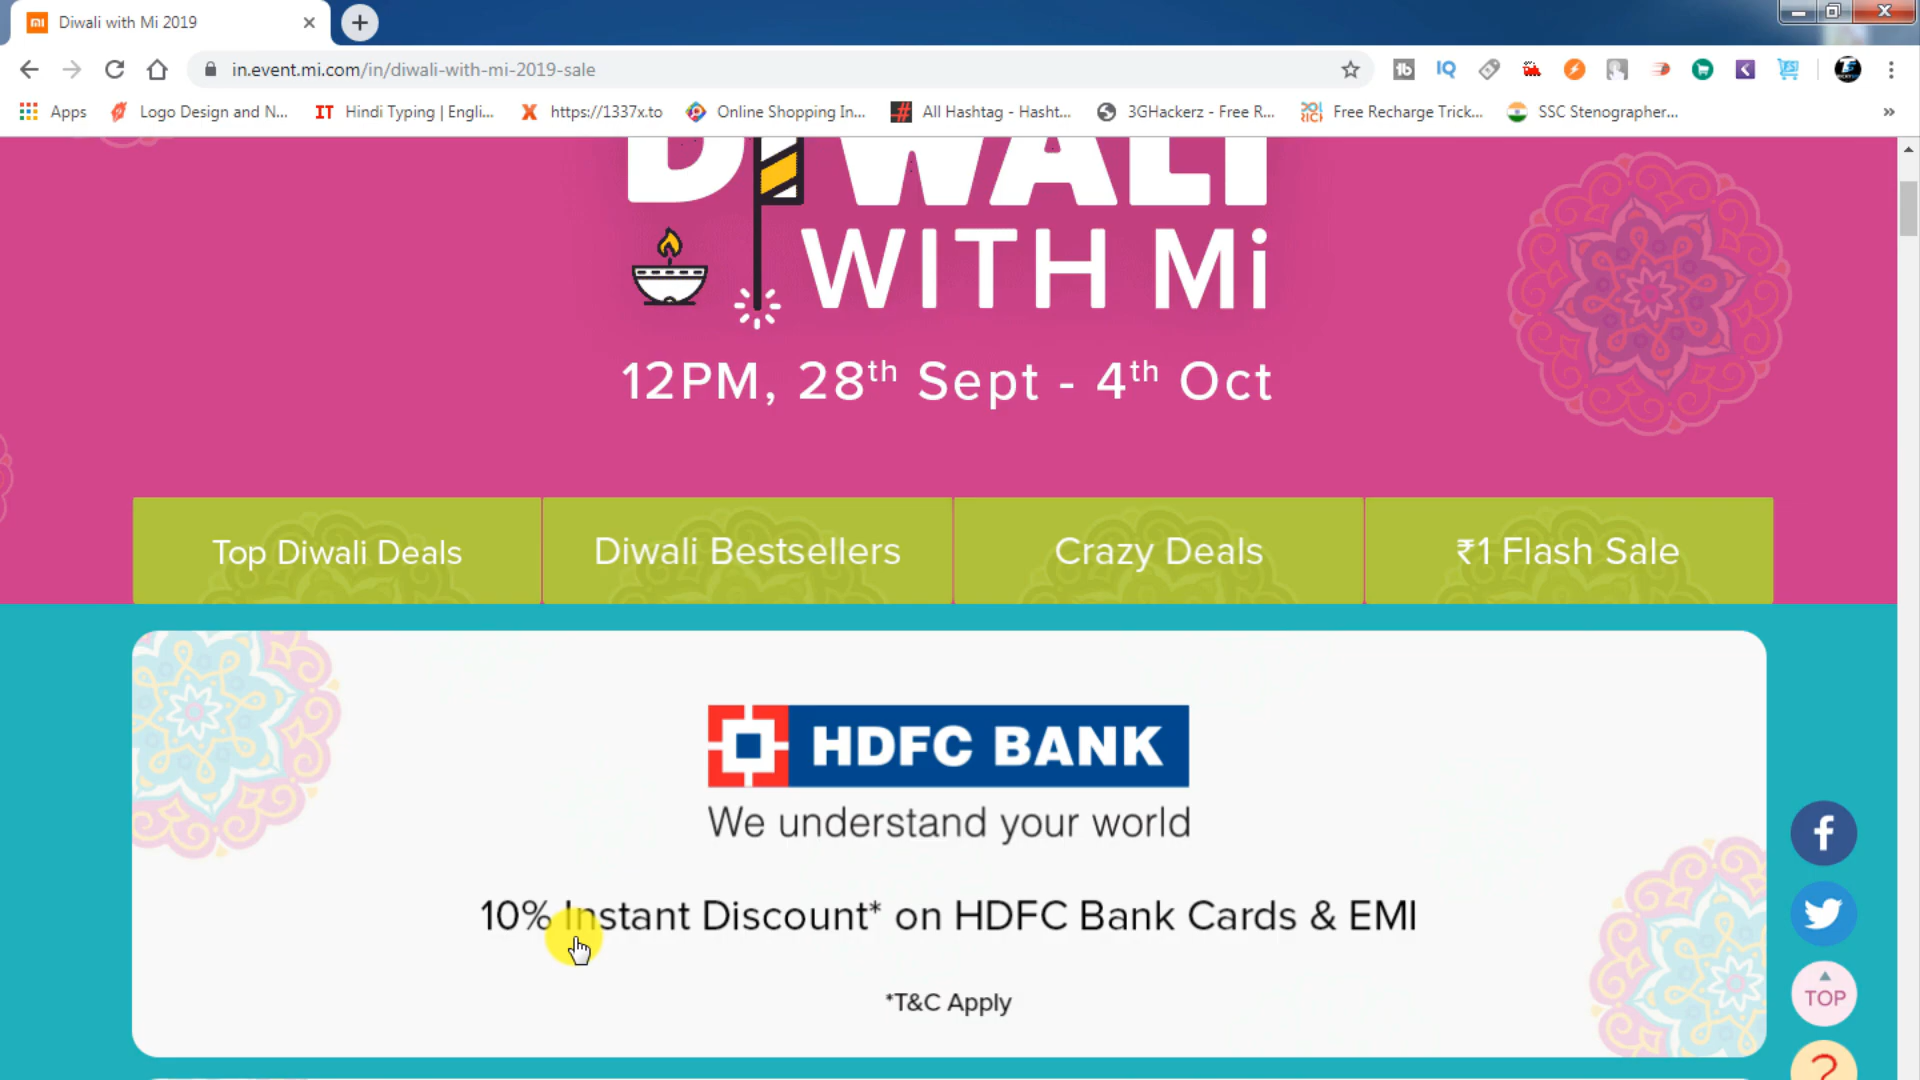 Diwali with Mi 2019
in.event.mi.com/in/diwali-with-mi-2019-sale
Apps
Logo Design and N...
IT Hindi Typing | Engli...
https://1337x.to
Online Shopping In...
All Hashtag - Hasht...
3GHackerz - Free R...
Free Recharge Trick...
SSC Stenographer...
DIWALI
WITH Mi
12PM, 28th Sept - 4th Oct
Top Diwali Deals
Diwali Bestsellers
Crazy Deals
₹1 Flash Sale
HDFC BANK
We understand your world
10% Instant Discount* on HDFC Bank Cards & EMI
*T&C Apply
TOP
?